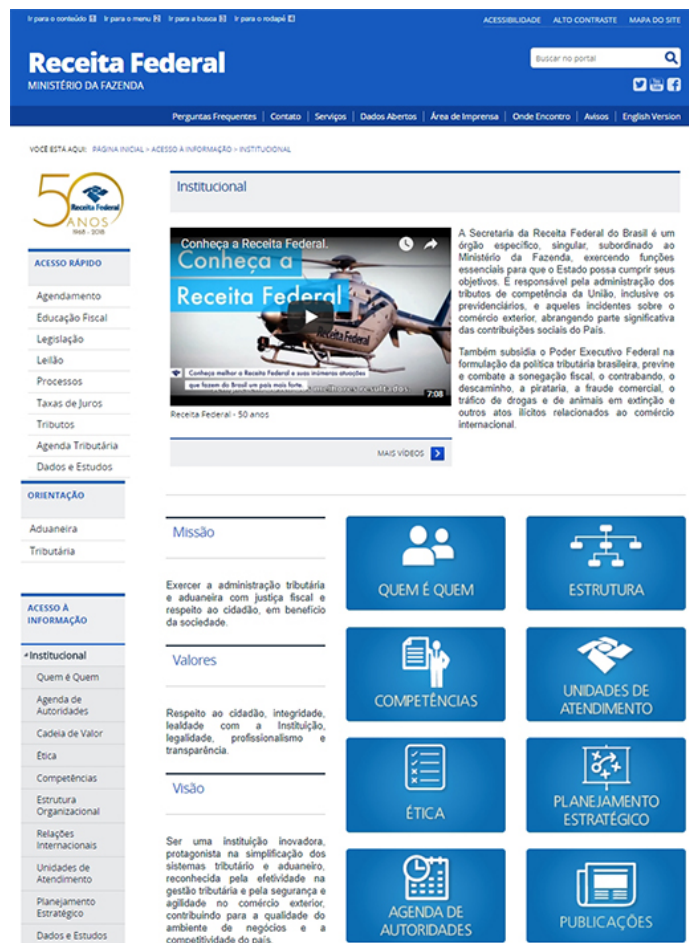 Ir para o conteúdo 1 Ir para o menu 2 Ir para a busca 3 Ir para o rodapé 4
ACESSIBILIDADE ALTO CONTRASTE MAPA DO SITE
Receita Federal
MINISTÉRIO DA FAZENDA
Buscar no portal
Perguntas Frequentes | Contato | Serviços | Dados Abertos | Área de Imprensa | Onde Encontro | Avisos | English Version
VOCÊ ESTÁ AQUI: PÁGINA INICIAL > ACESSO À INFORMAÇÃO > INSTITUCIONAL
50
Receita Federal
ANOS
1968 - 2018
ACESSO RÁPIDO
Agendamento
Educação Fiscal
Legislação
Leilão
Processos
Taxas de Juros
Tributos
Agenda Tributária
Dados e Estudos
ORIENTAÇÃO
Aduaneira
Tributária
ACESSO À
INFORMAÇÃO
Institucional
Quem é Quem
Agenda de
Autoridades
Cadeia de Valor
Ética
Competências
Estrutura
Organizacional
Relações
Internacionais
Unidades de
Atendimento
Planejamento
Estratégico
Dados e Estudos
Institucional
Conheça a Receita Federal.
Conheça a
Receita Federal
Receita Federal
Conheça melhor a Receita Federal e suas inúmeras atuações
que fazem do Brasil um país mais forte.
melhores resultados
7:08
Receita Federal - 50 anos
MAIS VÍDEOS
A Secretaria da Receita Federal do Brasil é um
órgão específico, singular, subordinado ao
Ministério da Fazenda, exercendo funções
essenciais para que o Estado possa cumprir seus
objetivos. É responsável pela administração dos
tributos de competência da União, inclusive os
previdenciários, e aqueles incidentes sobre o
comércio exterior, abrangendo parte significativa
das contribuições sociais do País.
Também subsidia o Poder Executivo Federal na
formulação da política tributária brasileira, previne
e combate a sonegação fiscal, o contrabando, o
descaminho, a pirataria, a fraude comercial, o
tráfico de drogas e de animais em extinção e
outros atos ilícitos relacionados ao comércio
internacional.
Missão
Exercer a administração tributária
e aduaneira com justiça fiscal e
respeito ao cidadão, em benefício
da sociedade.
Valores
Respeito ao cidadão, integridade,
lealdade com a Instituição,
legalidade, profissionalismo e
transparência.
Visão
Ser uma instituição inovadora,
protagonista na simplificação dos
sistemas tributário e aduaneiro,
reconhecida pela efetividade na
gestão tributária e pela segurança e
agilidade no comércio exterior,
contribuindo para a qualidade do
ambiente de negócios e a
competitividade do país.
QUEM É QUEM
ESTRUTURA
COMPETÊNCIAS
UNIDADES DE
ATENDIMENTO
ÉTICA
PLANEJAMENTO
ESTRATÉGICO
AGENDA DE
AUTORIDADES
PUBLICAÇÕES